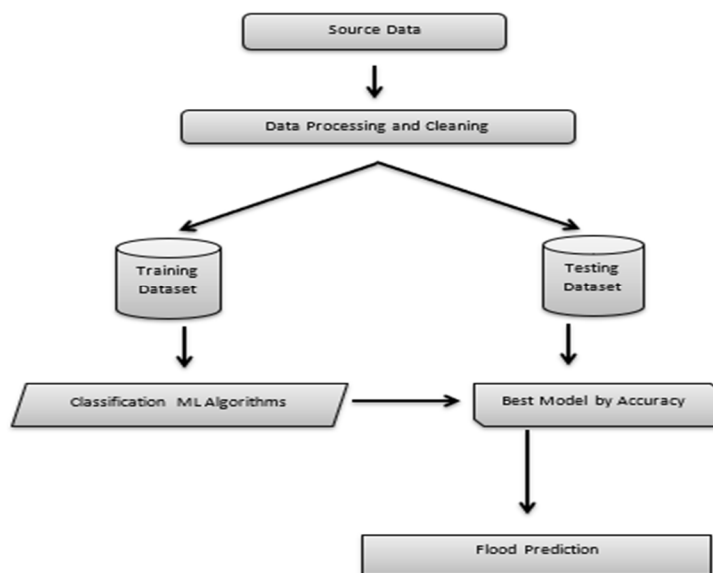 Source Data
Data Processing and Cleaning
Training
Dataset
Testing
Dataset
Classification ML Algorithms
Best Model by Accuracy
Flood Prediction